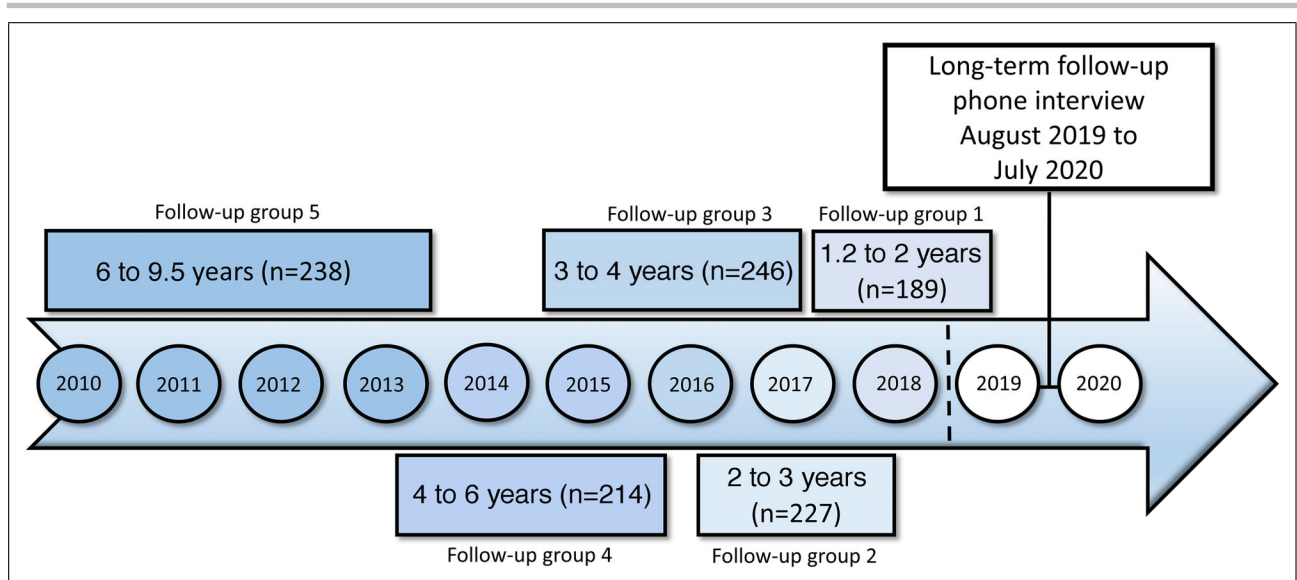 Long-term follow-up
phone interview
August 2019 to
July 2020
Follow-up group 5
6 to 9.5 years (n=238)
Follow-up group 3
3 to 4 years (n=246)
Follow-up group 1
1.2 to 2 years
(n=189)
2010
2011
2012
2013
2014
2015
2016
2017
2018
2019
2020
4 to 6 years (n=214)
Follow-up group 4
2 to 3 years
(n=227)
Follow-up group 2